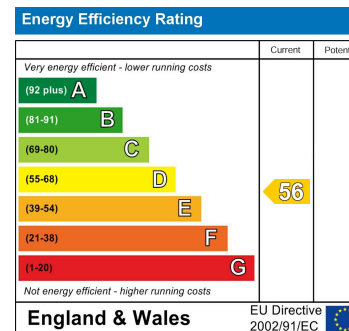 Energy Efficiency Rating
Current Poten
Very energy efficient - lower running costs
(92 plus) A
(81-91) B
(69-80) C
(55-68) D
56
(39-54) E
(21-38) F
(1-20) G
Not energy efficient - higher running costs
England & Wales
EU Directive
2002/91/EC